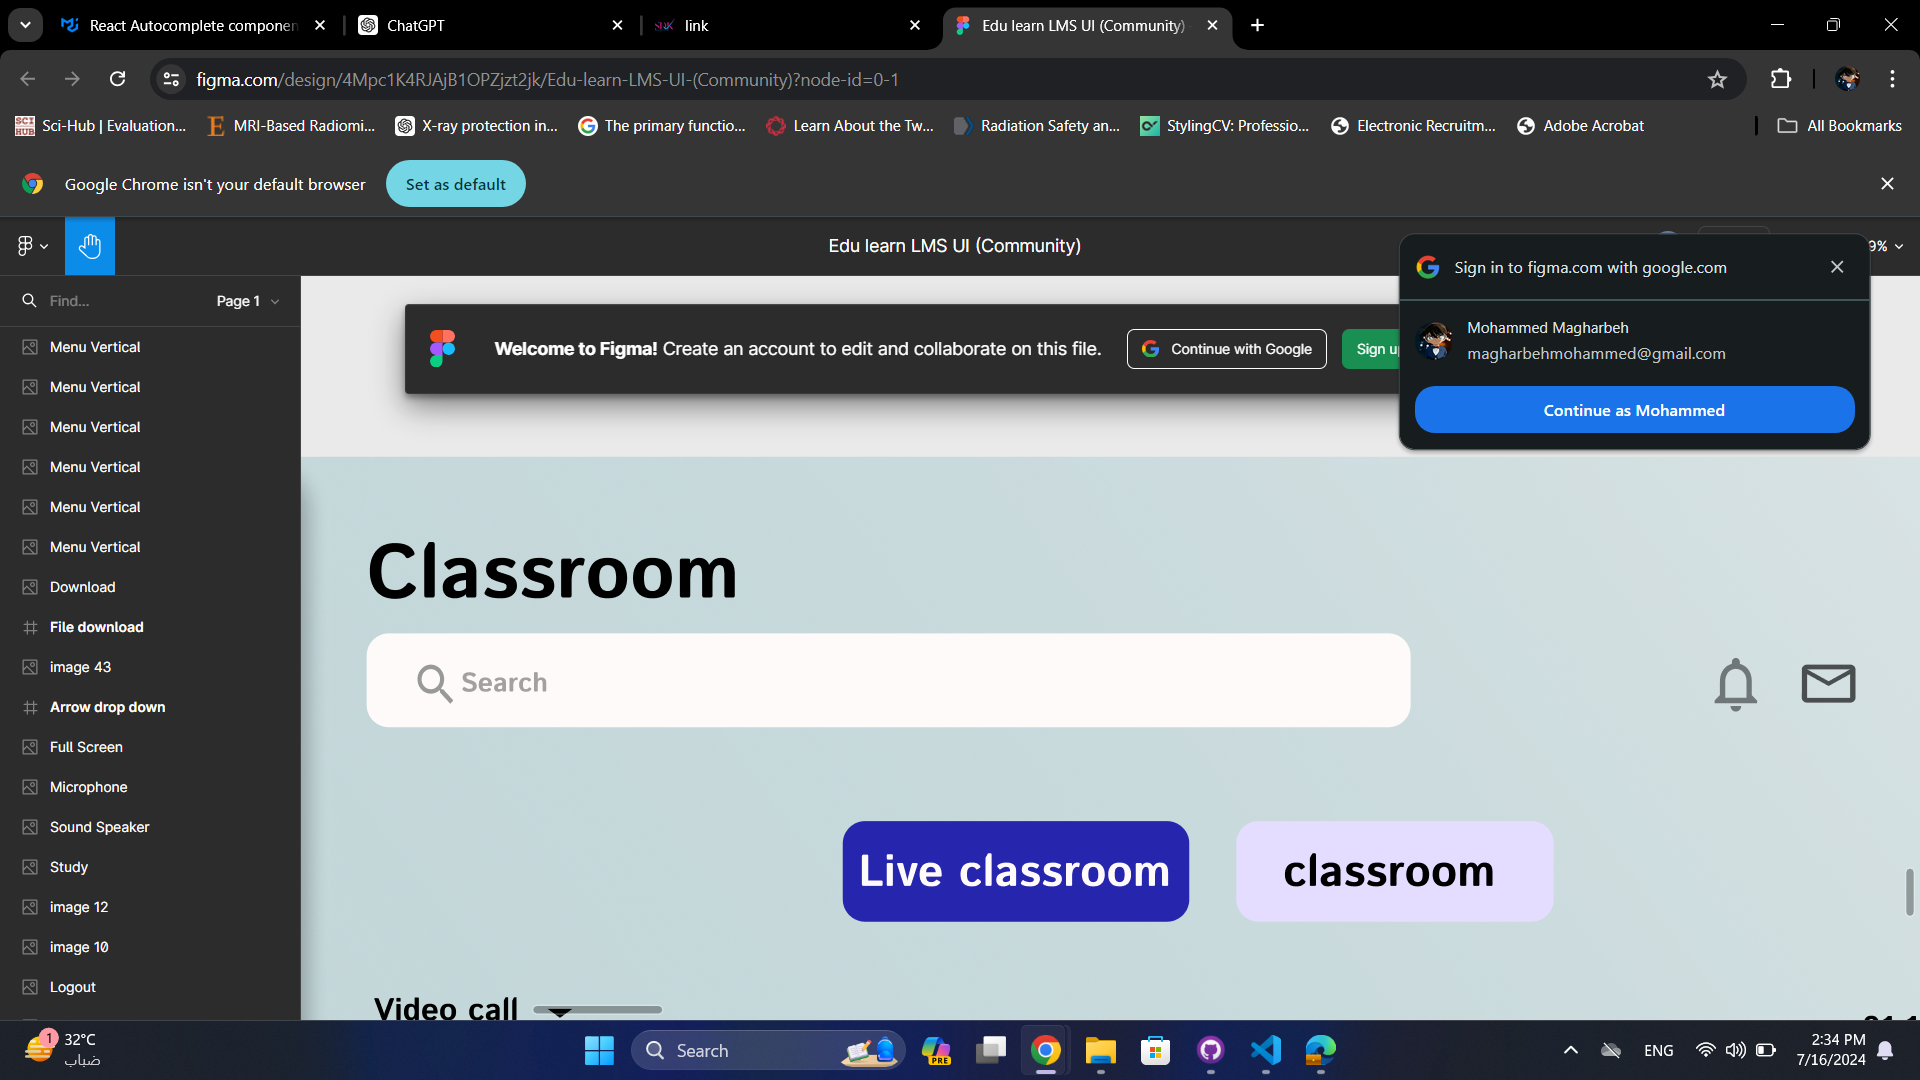 React Autocomplete componen
ChatGPT
link
Edu learn LMS UI (Community)
figma.com/design/4Mpc1K4RJAjB1OPZjzt2jk/Edu-learn-LMS-UI-(Community)?node-id=0-1
Sci-Hub | Evaluation...
MRI-Based Radiomi...
X-ray protection in...
The primary functio...
Learn About the Tw...
Radiation Safety an...
StylingCV: Professio...
Electronic Recruitm...
Adobe Acrobat
All Bookmarks
Google Chrome isn't your default browser
Set as default
Edu learn LMS UI (Community)
9%
Sign in to figma.com with google.com
Mohammed Magharbeh
magharbehmohammed@gmail.com
Continue as Mohammed
Find...
Page 1
Welcome to Figma! Create an account to edit and collaborate on this file.
Continue with Google
Sign u
Menu Vertical
Menu Vertical
Menu Vertical
Menu Vertical
Menu Vertical
Menu Vertical
Download
File download
image 43
Arrow drop down
Full Screen
Microphone
Sound Speaker
Study
image 12
image 10
Logout
Classroom
Search
Live classroom
classroom
Video call
1
32°C
ضباب
Search
PRE
ENG
2:34 PM
7/16/2024